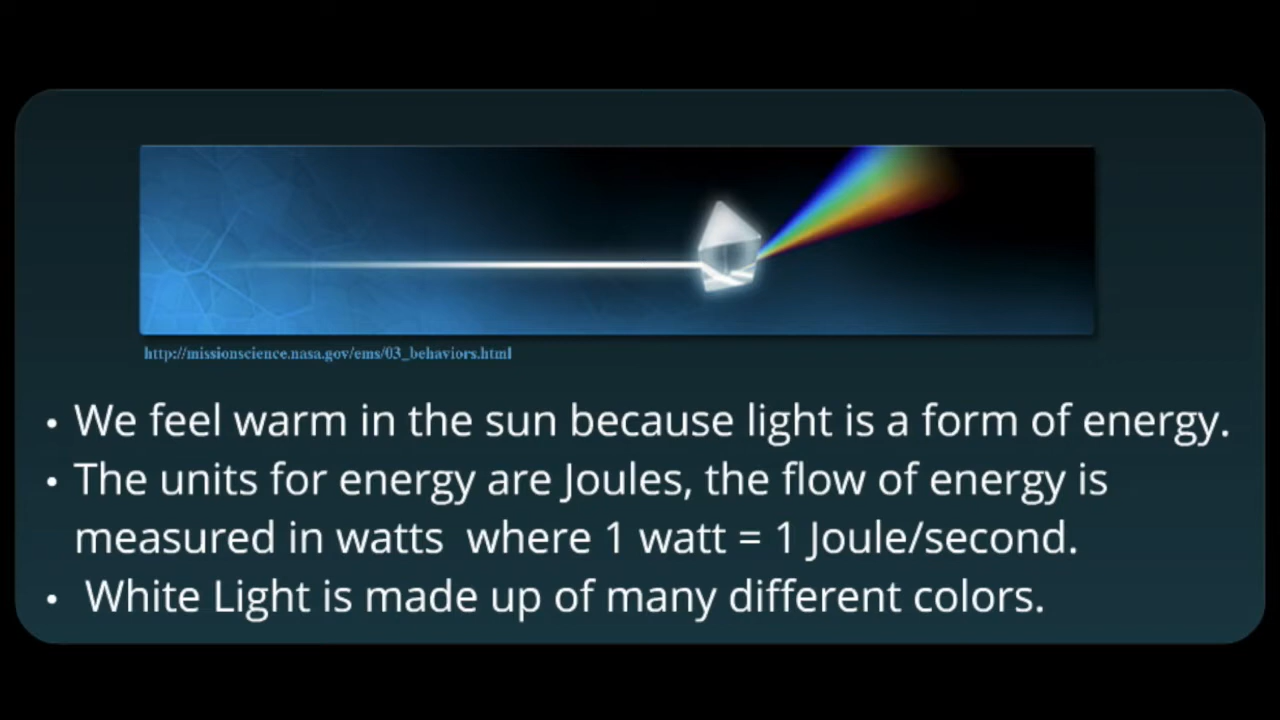 http://missionscience.nasa.gov/ems/03_behaviors.html
• We feel warm in the sun because light is a form of energy.
• The units for energy are Joules, the flow of energy is
measured in watts  where 1 watt = 1 Joule/second.
•  White Light is made up of many different colors.